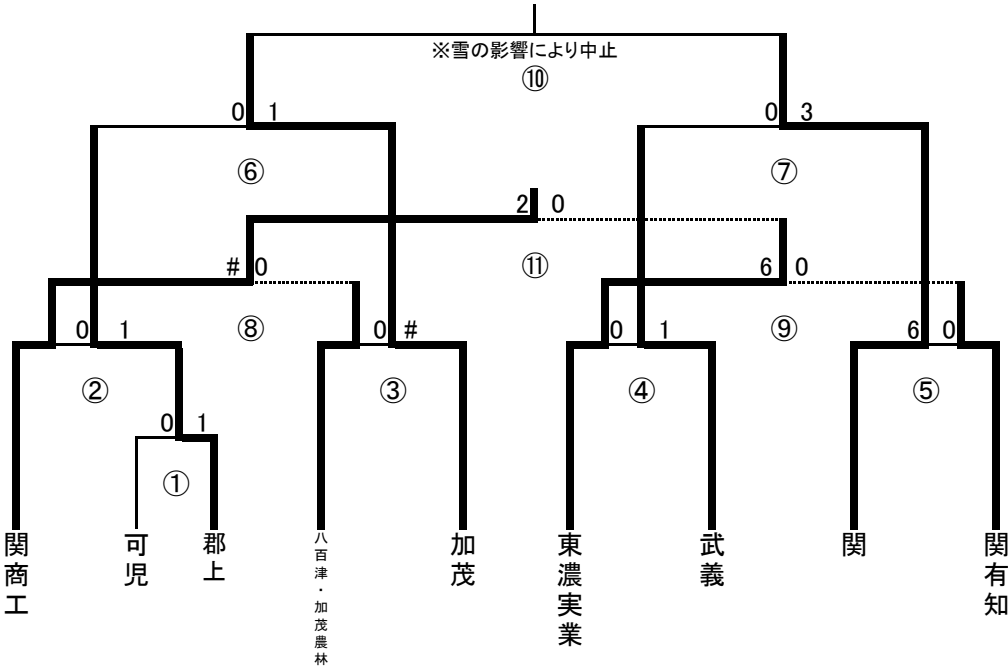 ※雪の影響により中止
⑩
0 1
0 3
⑥
⑦
2 0
# 0
⑪
6 0
0 1
⑧
0 #
0 1
⑨
6 0
②
③
④
⑤
0 1
①
関商工
可児
郡上
八百津・加茂農林
加茂
東濃実業
武義
関
関有知